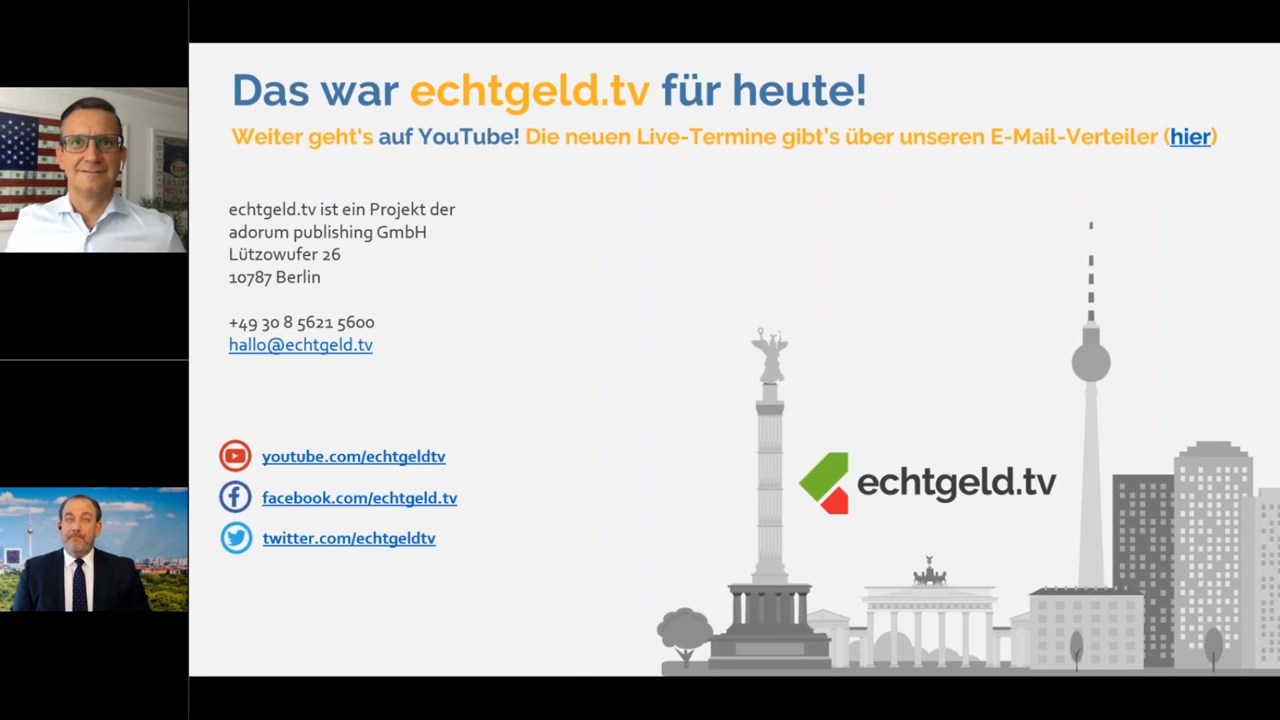 Das war echtgeld.tv für heute!
Weiter geht's auf YouTube! Die neuen Live-Termine gibt's über unseren E-Mail-Verteiler (hier)
echtgeld.tv ist ein Projekt der
adorum publishing GmbH
Lützowufer 26
10787 Berlin
+49 30 8 5621 5600
hallo@echtgeld.tv
youtube.com/echtgeldtv
facebook.com/echtgeld.tv
twitter.com/echtgeldtv
echtgeld.tv